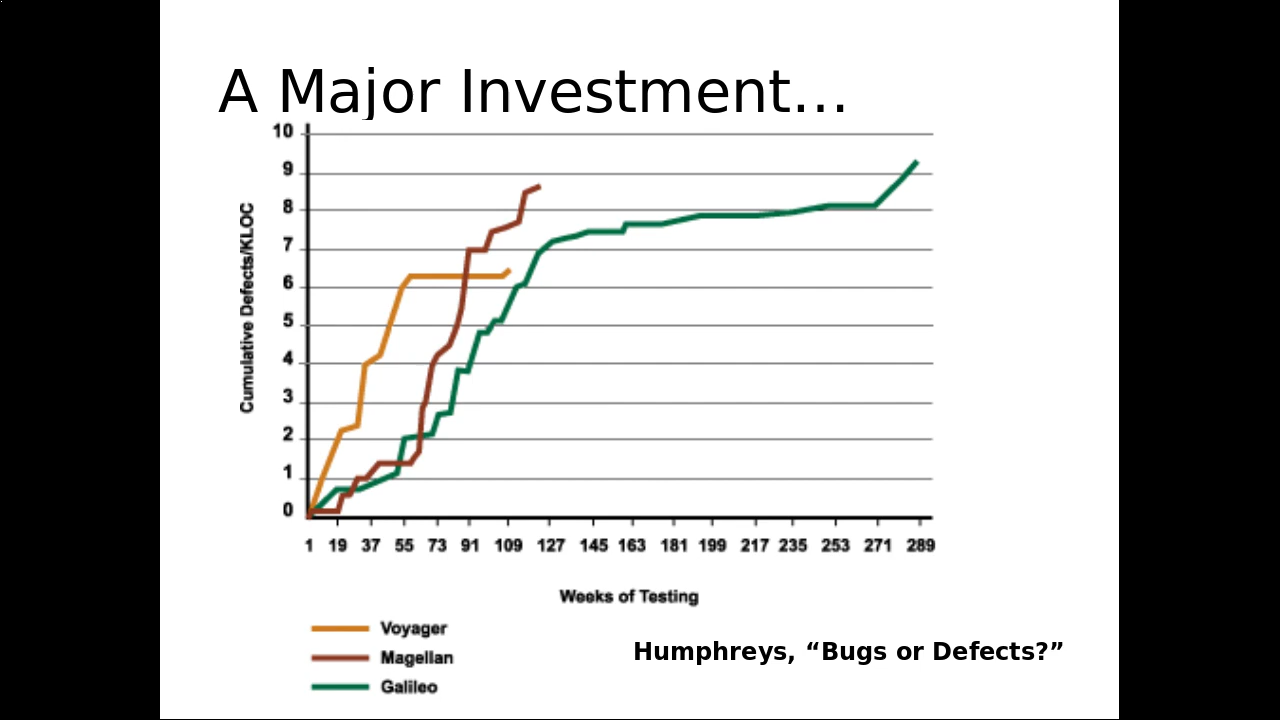 A Major Investment…
10
9
8
7
6
5
4
3
2
1
0
Cumulative Defects/KLOC
1 19 37 55 73 91 109 127 145 163 181 199 217 235 253 271 289
Weeks of Testing
Voyager
Magellan
Galileo
Humphreys, “Bugs or Defects?”